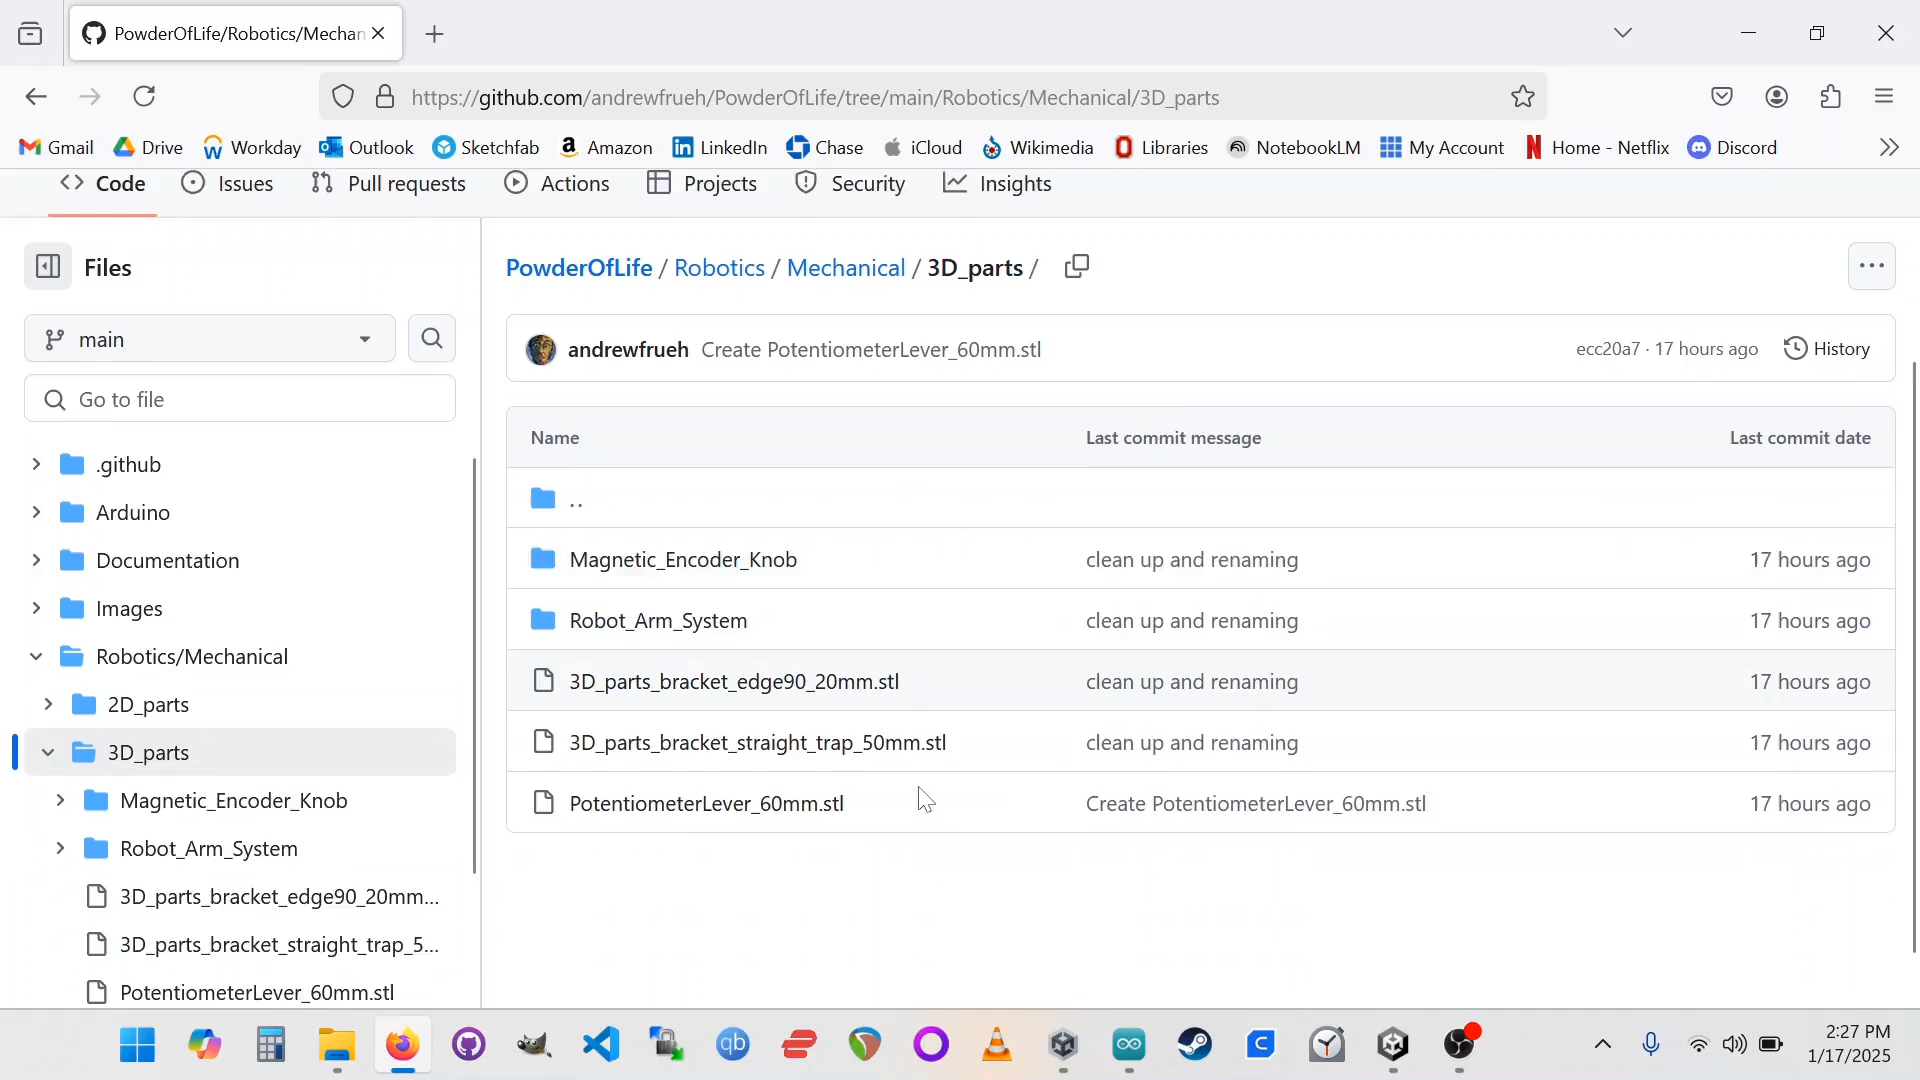 PowderOfLife/Robotics/Mechan
https://github.com/andrewfrueh/PowderOfLife/tree/main/Robotics/Mechanical/3D_parts
Gmail Drive Workday Outlook Sketchfab Amazon LinkedIn Chase iCloud Wikimedia Libraries NotebookLM My Account Home - Netflix Discord
Code Issues Pull requests Actions Projects Security Insights
Files
main
Go to file
.github
Arduino
Documentation
Images
Robotics/Mechanical
2D_parts
3D_parts
Magnetic_Encoder_Knob
Robot_Arm_System
3D_parts_bracket_edge90_20mm...
3D_parts_bracket_straight_trap_5...
PotentiometerLever_60mm.stl
PowderOfLife / Robotics / Mechanical / 3D_parts /
andrewfrueh Create PotentiometerLever_60mm.stl ecc20a7 · 17 hours ago History
Name Last commit message Last commit date
..
Magnetic_Encoder_Knob clean up and renaming 17 hours ago
Robot_Arm_System clean up and renaming 17 hours ago
3D_parts_bracket_edge90_20mm.stl clean up and renaming 17 hours ago
3D_parts_bracket_straight_trap_50mm.stl clean up and renaming 17 hours ago
PotentiometerLever_60mm.stl Create PotentiometerLever_60mm.stl 17 hours ago
2:27 PM
1/17/2025